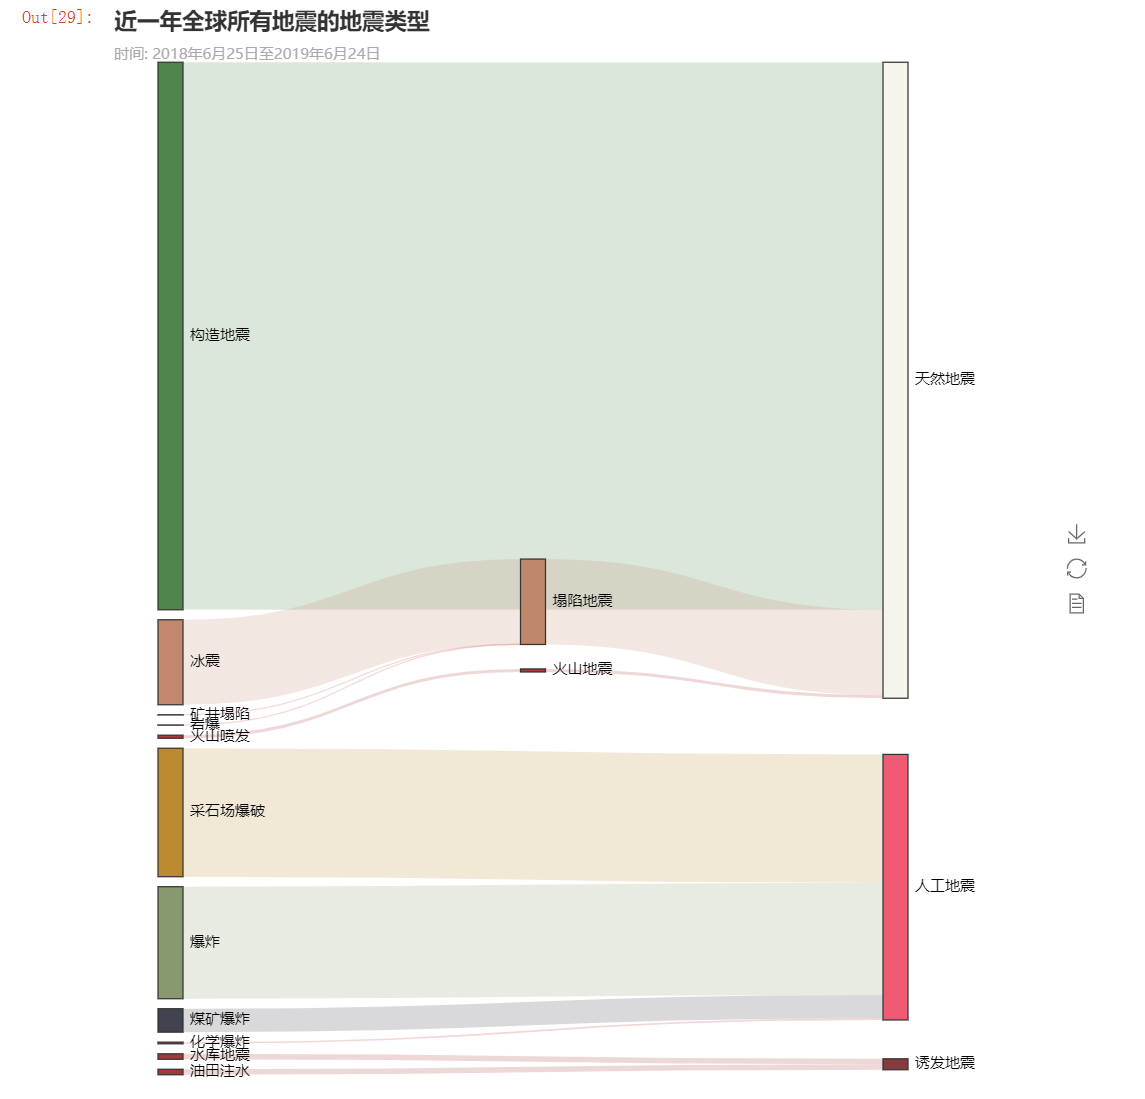 Out[29]:
近一年全球所有地震的地震类型
时间: 2018年6月25日至2019年6月24日
构造地震
天然地震
塌陷地震
冰震
火山地震
矿井塌陷
岩爆
火山喷发
采石场爆破
人工地震
爆炸
煤矿爆炸
化学爆炸
水库地震
诱发地震
油田注水